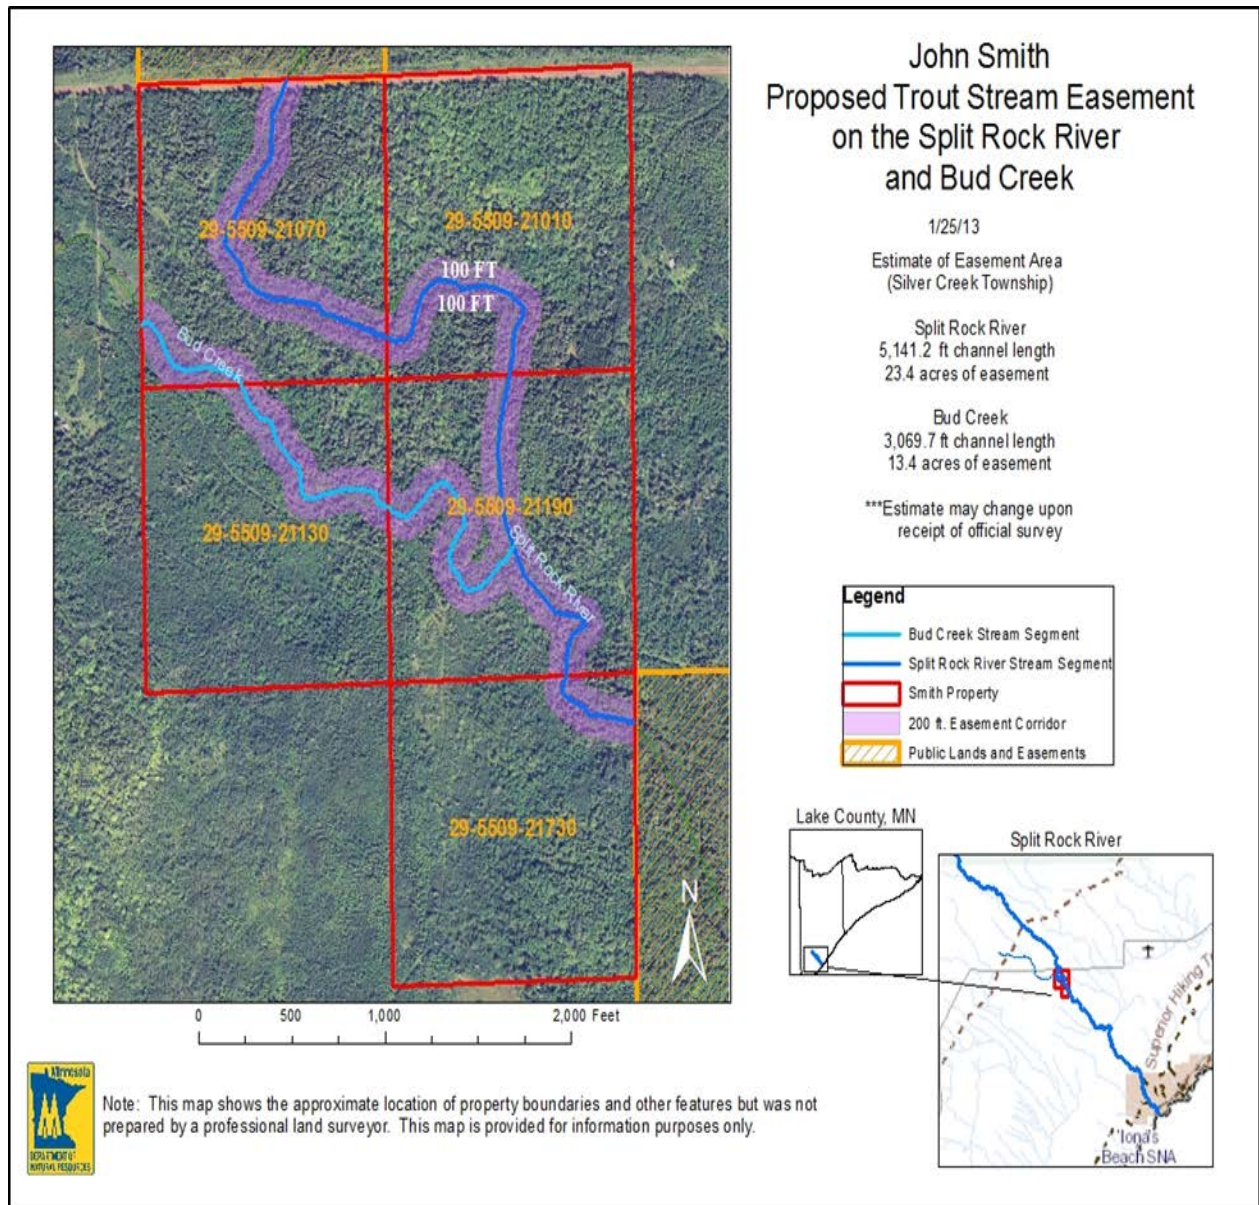 John Smith
Proposed Trout Stream Easement
on the Split Rock River
and Bud Creek
1/25/13
Estimate of Easement Area
(Silver Creek Township)
Split Rock River
5,141.2 ft channel length
23.4 acres of easement
Bud Creek
3,069.7 ft channel length
13.4 acres of easement
***Estimate may change upon
receipt of official survey
29-5509-21070
29-5509-21010
100 FT
100 FT
Bud Creek
29-5509-21130
29-5509-21190
Split Rock River
29-5509-21730
N
Legend
Bud Creek Stream Segment
Split Rock River Stream Segment
Smith Property
200 ft. Easement Corridor
Public Lands and Easements
Lake County, MN
Split Rock River
Superior Hiking Tr
Iona's
Beach SNA
0 500 1,000 2,000 Feet
Minnesota
DEPARTMENT OF
NATURAL RESOURCES
Note: This map shows the approximate location of property boundaries and other features but was not
prepared by a professional land surveyor. This map is provided for information purposes only.